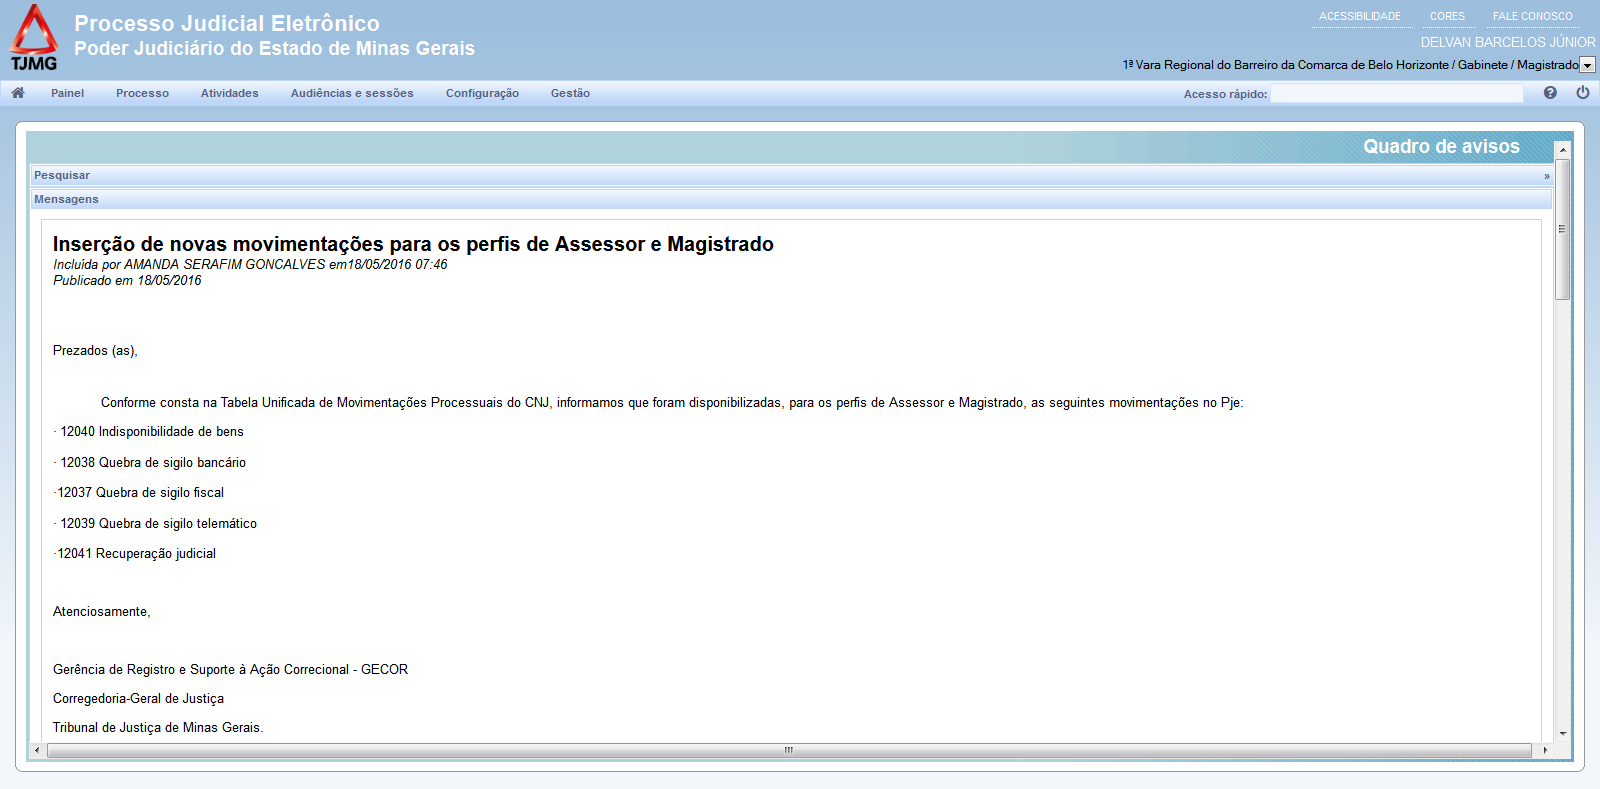 TJMG
Processo Judicial Eletrônico
Poder Judiciário do Estado de Minas Gerais
ACESSIBILIDADE CORES FALE CONOSCO
DELVAN BARCELOS JÚNIOR
1ª Vara Regional do Barreiro da Comarca de Belo Horizonte / Gabinete / Magistrado
Painel Processo Atividades Audiências e sessões Configuração Gestão Acesso rápido:
Quadro de avisos
Pesquisar »
Mensagens
Inserção de novas movimentações para os perfis de Assessor e Magistrado
Incluída por AMANDA SERAFIM GONCALVES em18/05/2016 07:46
Publicado em 18/05/2016
Prezados (as),
Conforme consta na Tabela Unificada de Movimentações Processuais do CNJ, informamos que foram disponibilizadas, para os perfis de Assessor e Magistrado, as seguintes movimentações no Pje:
· 12040 Indisponibilidade de bens
· 12038 Quebra de sigilo bancário
·12037 Quebra de sigilo fiscal
· 12039 Quebra de sigilo telemático
·12041 Recuperação judicial
Atenciosamente,
Gerência de Registro e Suporte à Ação Correcional - GECOR
Corregedoria-Geral de Justiça
Tribunal de Justiça de Minas Gerais.